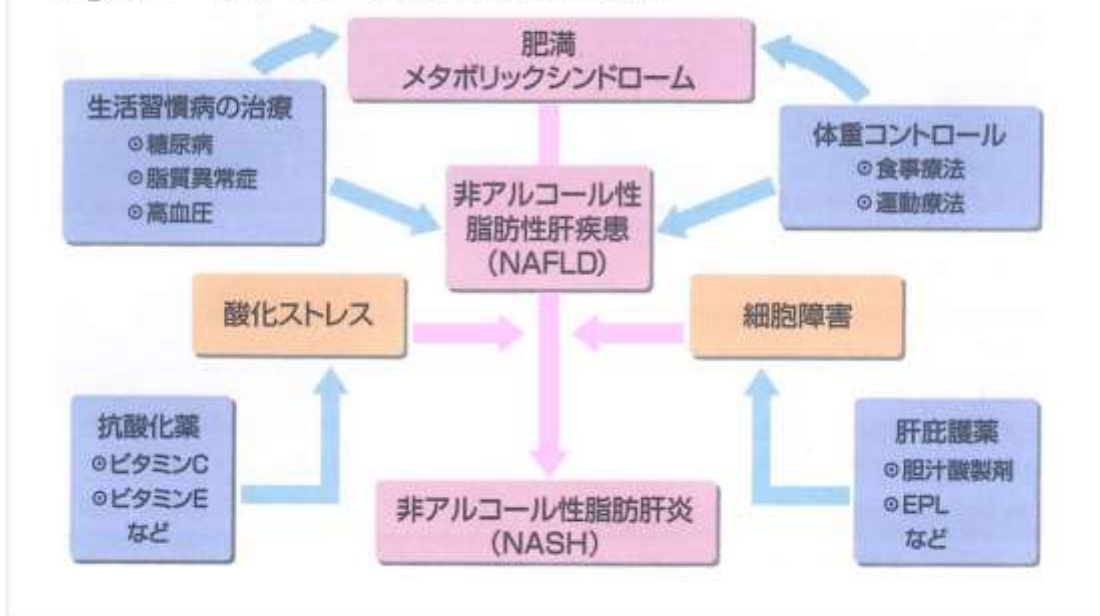 肥満
メタボリックシンドローム
生活習慣病の治療
◎糖尿病
◎脂質異常症
◎高血圧
体重コントロール
◎食事療法
◎運動療法
非アルコール性
脂肪性肝疾患
(NAFLD)
酸化ストレス
細胞障害
抗酸化薬
◎ビタミンC
◎ビタミンE
など
肝庇護薬
◎胆汁酸製剤
◎EPL
など
非アルコール性脂肪肝炎
(NASH)